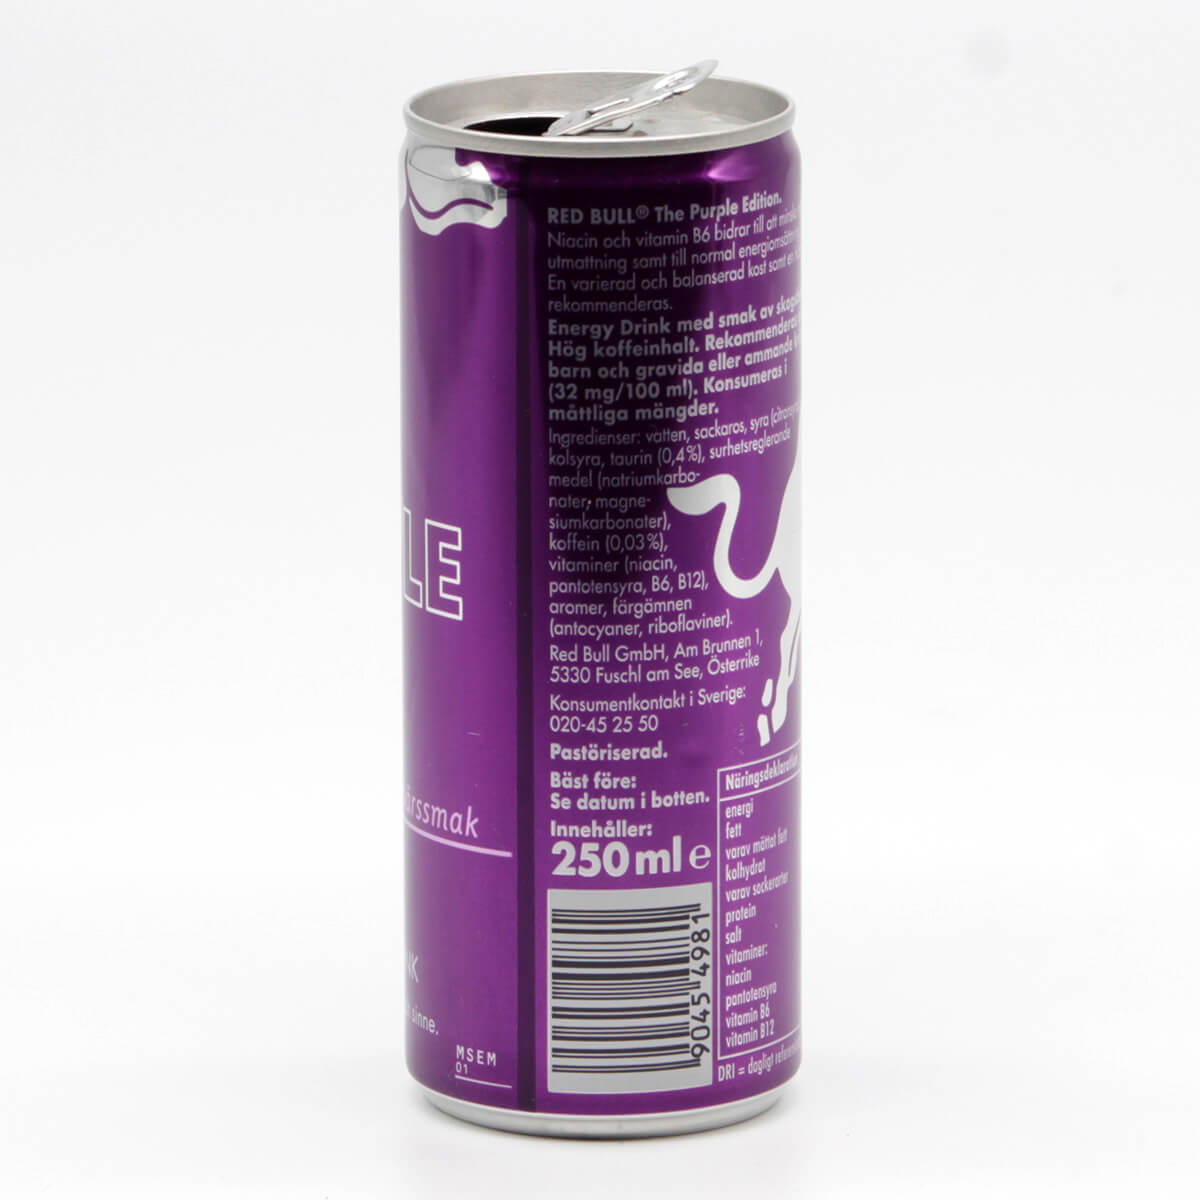 LE
smak
NK
sinne.
MSEM
01
RED BULL® The Purple Edition.
Niacin och vitamin B6 bidrar till att
utmattning samt till normal
En varierad och balanserad kost samt en
rekommenderas.
Energy Drink med smak av
Hög koffeinhalt.
barn och gravida eller ammande
(32 mg/100 ml). Konsumeras i
måttliga mängder.
Ingredienser: vatten, sackaros, syra
kolsyra, taurin (0,4%), surhetsreglerande
medel (natriumkarbo-
nater, magne-
siumkarbonater),
koffein (0,03%),
vitaminer (niacin,
pantotensyra, B6, B12),
aromer, färgämnen
(antocyaner, riboflaviner).
Red Bull GmbH, Am Brunnen 1,
5330 Fuschl am See, Österrike
Konsumentkontakt i Sverige:
020-45 25 50
Pastöriserad.
Bäst före:
Se datum i botten.
Innehåller:
250 ml e
9045 4981
Näringsdeklaration
energi
fett
varav mättat fett
kolhydrat
varav sockerarter
protein
salt
vitaminer:
niacin
pantotensyra
vitamin B6
vitamin B12
DRI = dagligt